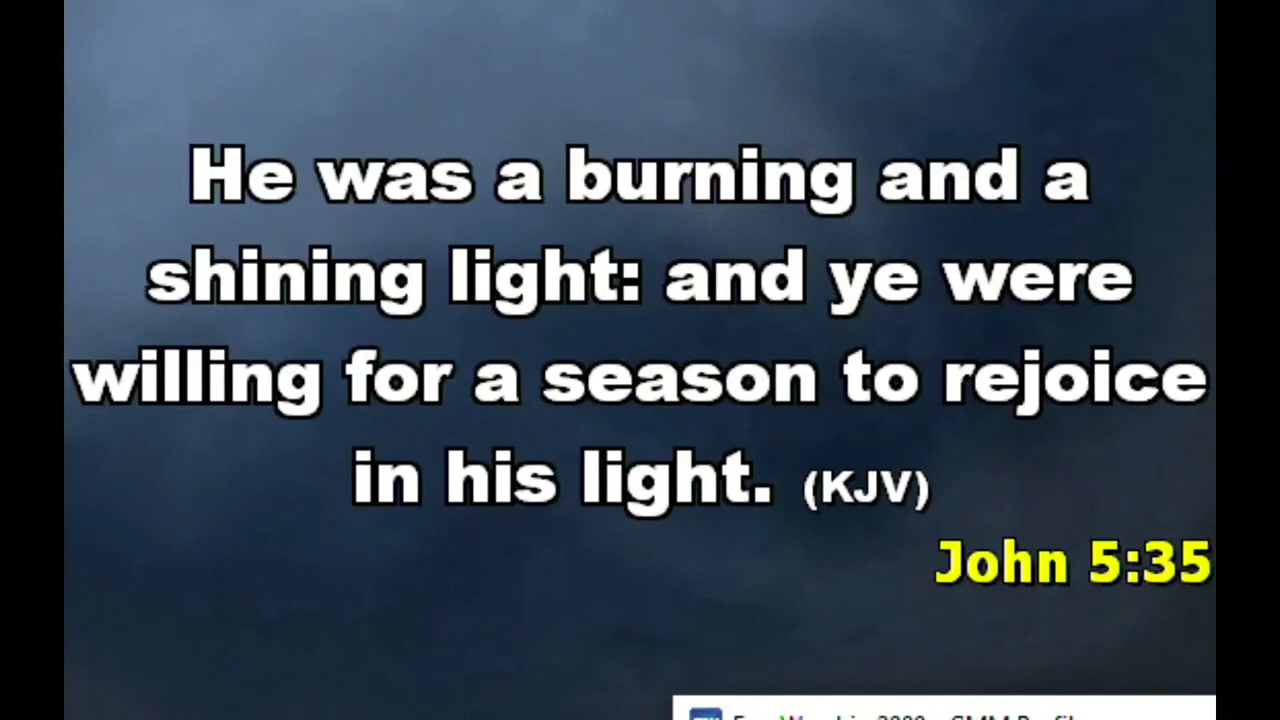 He was a burning and a
shining light: and ye were
willing for a season to rejoice
in his light. (KJV)
John 5:35